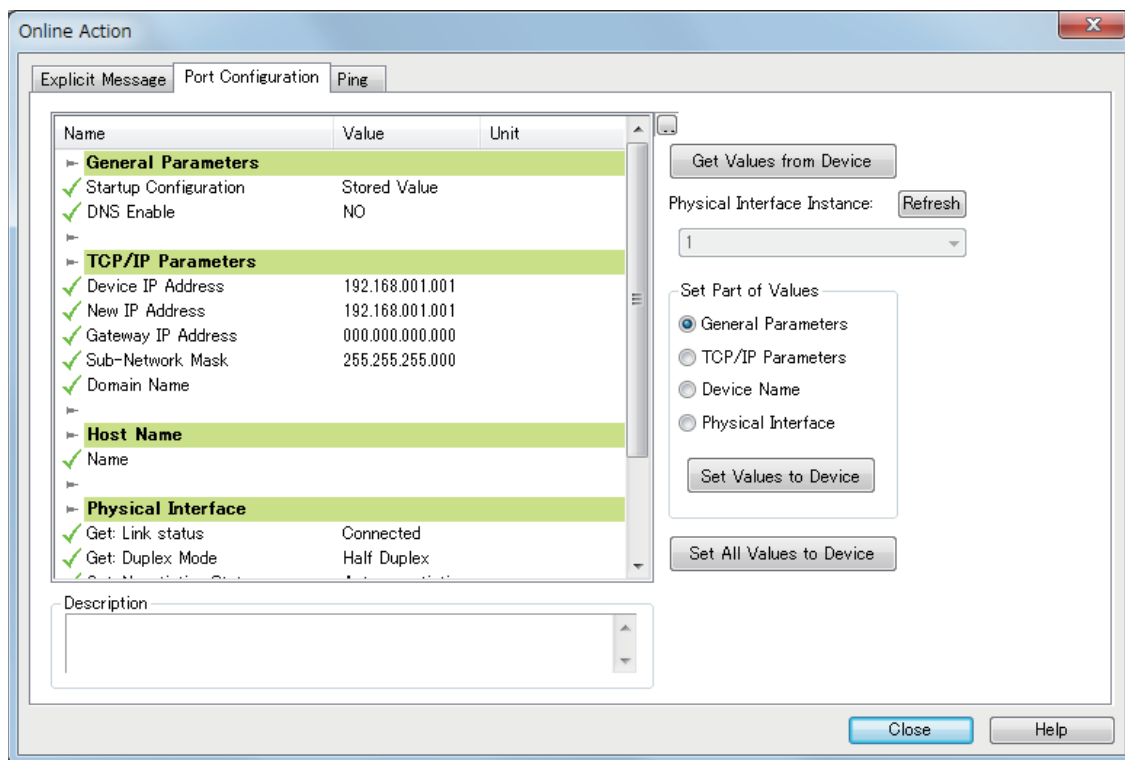 Online Action
Explicit Message Port Configuration Ping
Name Value Unit
General Parameters
Startup Configuration Stored Value
DNS Enable NO
TCP/IP Parameters
Device IP Address 192.168.001.001
New IP Address 192.168.001.001
Gateway IP Address 000.000.000.000
Sub-Network Mask 255.255.255.000
Domain Name
Host Name
Name
Physical Interface
Get: Link status Connected
Get: Duplex Mode Half Duplex
Description
..
Get Values from Device
Physical Interface Instance: Refresh
1
Set Part of Values
General Parameters
TCP/IP Parameters
Device Name
Physical Interface
Set Values to Device
Set All Values to Device
Close Help